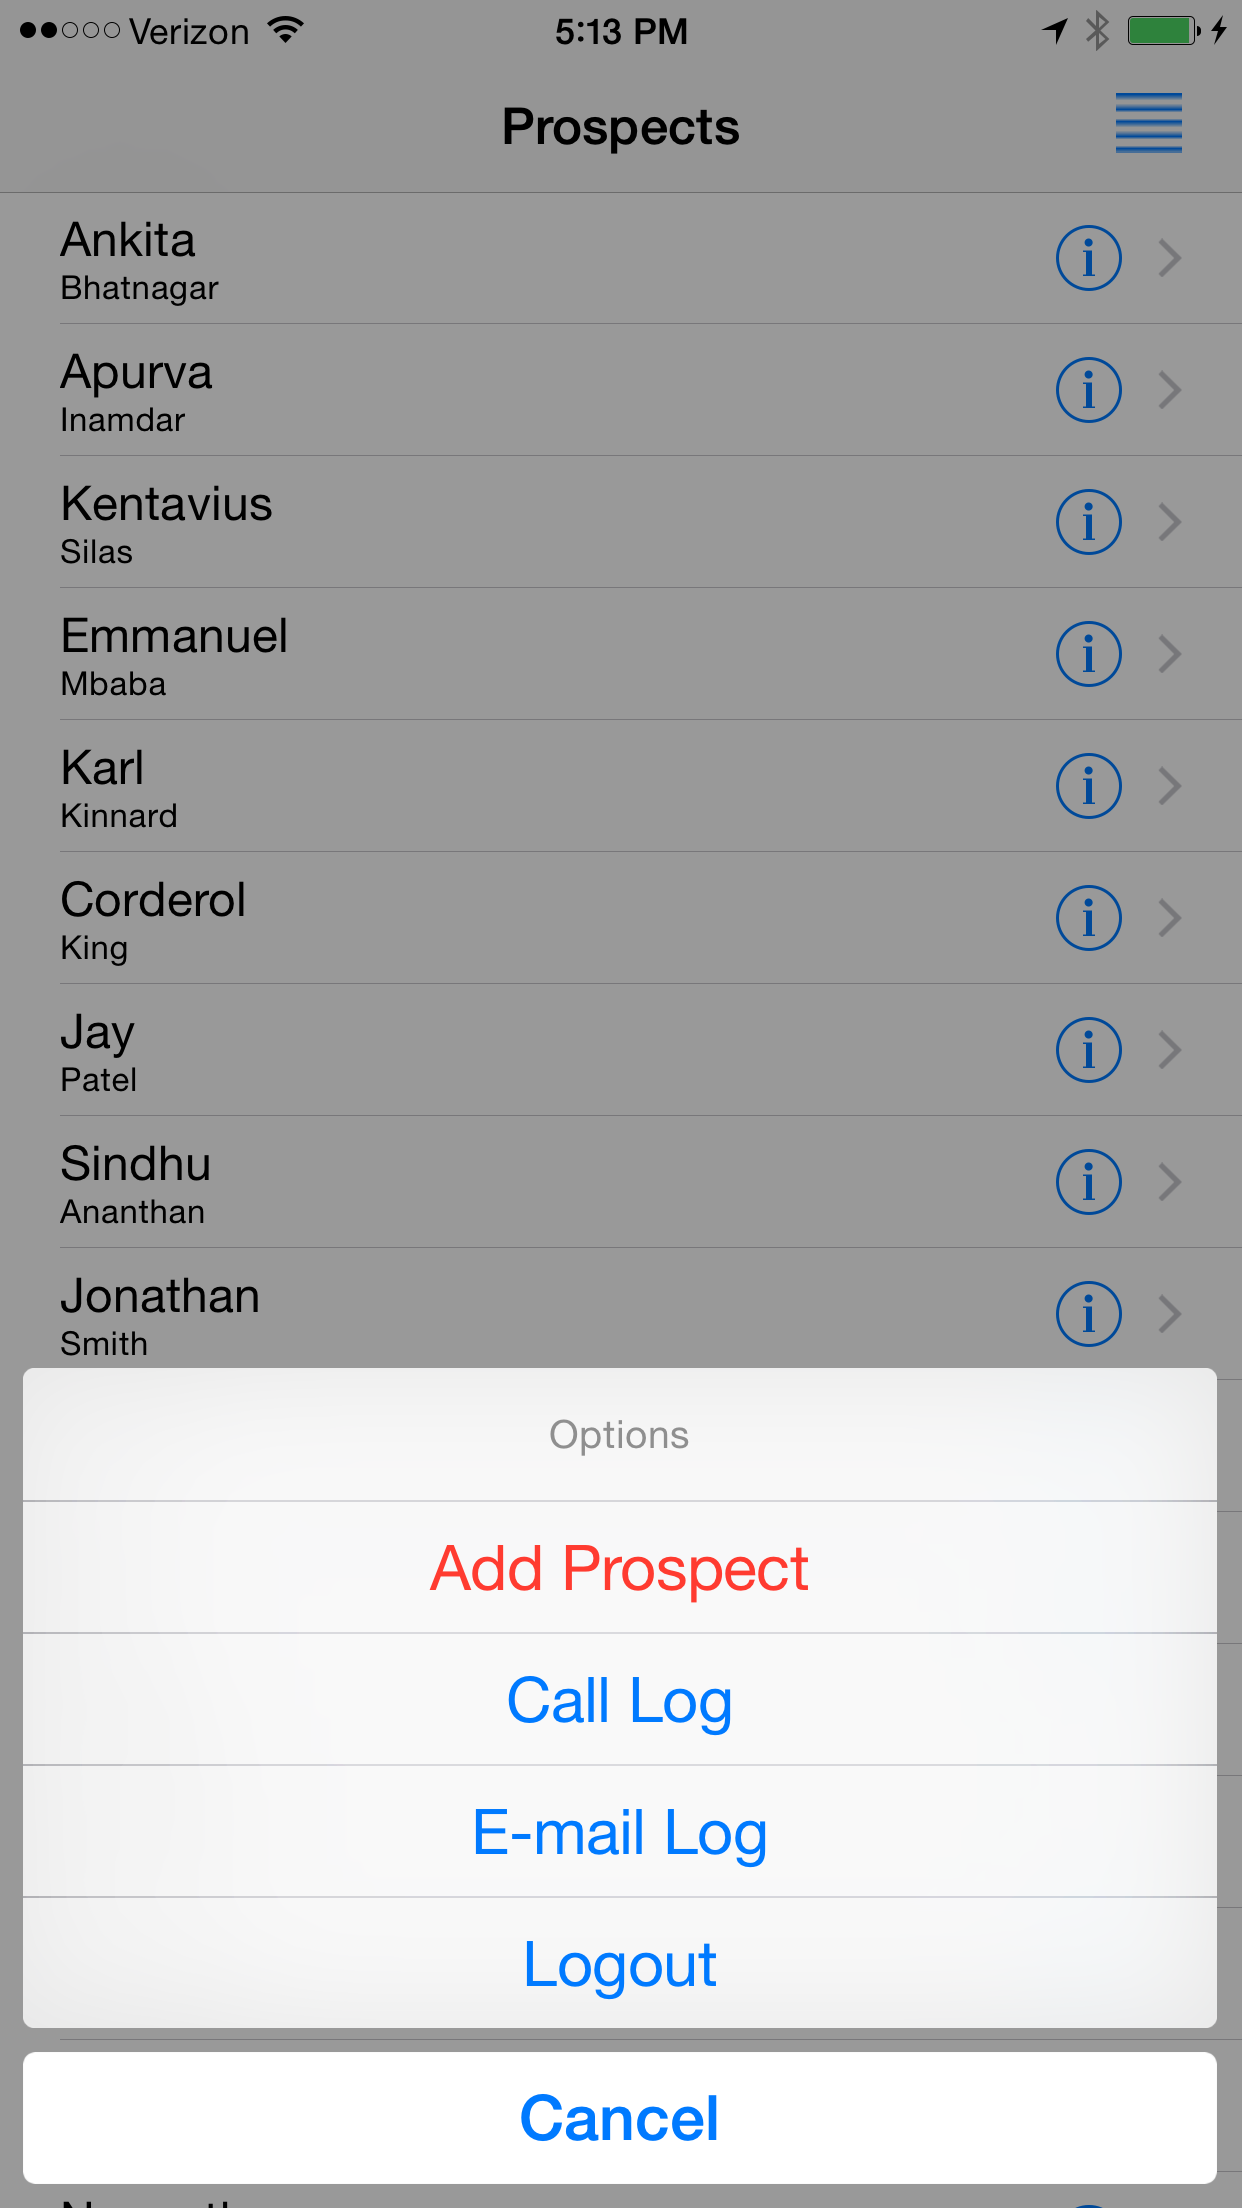 Verizon 5:13 PM
Prospects
Ankita
Bhatnagar
Apurva
Inamdar
Kentavius
Silas
Emmanuel
Mbaba
Karl
Kinnard
Corderol
King
Jay
Patel
Sindhu
Ananthan
Jonathan
Smith
Options
Add Prospect
Call Log
E-mail Log
Logout
Cancel